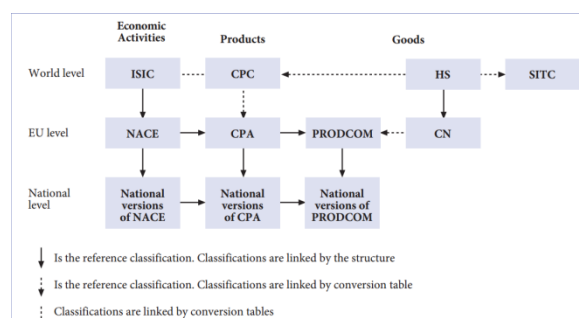 Economic
Activities
Products
Goods
World level
ISIC
CPC
HS
SITC
EU level
NACE
CPA
PRODCOM
CN
National
level
National
versions
of NACE
National
versions
of CPA
National
versions of
PRODCOM
Is the reference classification. Classifications are linked by the structure
Is the reference classification. Classifications are linked by conversion table
Classifications are linked by conversion tables